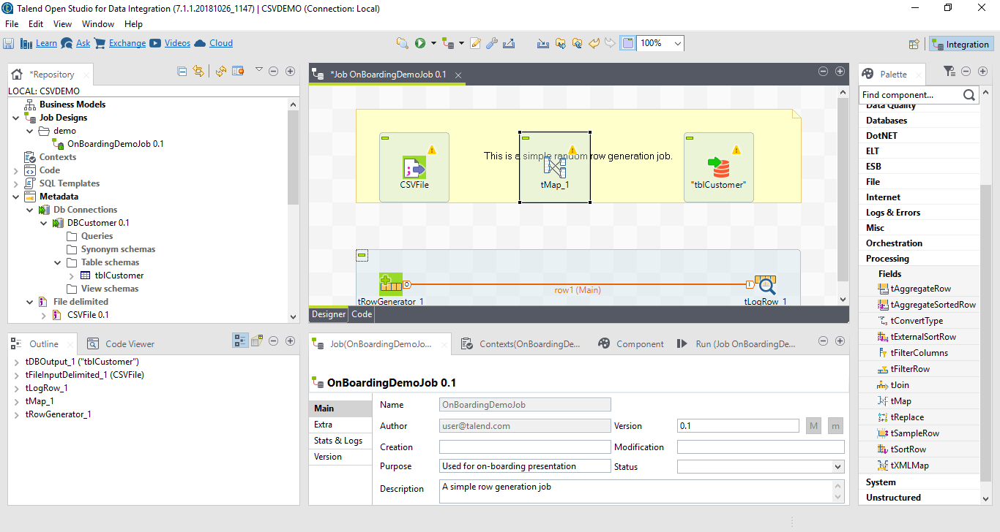 Talend Open Studio for Data Integration (7.1.1.20181026_1147) | CSVDEMO (Connection: Local)
File Edit View Window Help
Learn Ask Exchange Videos Cloud 100% Integration
*Repository
LOCAL: CSVDEMO
Business Models
Job Designs
demo
OnBoardingDemoJob 0.1
Contexts
Code
SQL Templates
Metadata
Db Connections
DBCustomer 0.1
Queries
Synonym schemas
Table schemas
tblCustomer
View schemas
File delimited
CSVFile 0.1
*Job OnBoardingDemoJob 0.1
This is a simple random row generation job.
CSVFile tMap_1 "tblCustomer"
row1 (Main)
tRowGenerator_1 tLogRow_1
Designer Code
Palette
Find component...
Data Quality
Databases
DotNET
ELT
ESB
File
Internet
Logs & Errors
Misc
Orchestration
Processing
Fields
tAggregateRow
tAggregateSortedRow
tConvertType
tExternalSortRow
tFilterColumns
tFilterRow
tJoin
tMap
tReplace
tSampleRow
tSortRow
tXMLMap
System
Unstructured
Outline Code Viewer
tDBOutput_1 ("tblCustomer")
tFileInputDelimited_1 (CSVFile)
tLogRow_1
tMap_1
tRowGenerator_1
Job(OnBoardingDemoJo... Contexts(OnBoardingDe... Component Run (Job OnBoardingDe...
OnBoardingDemoJob 0.1
Main
Extra
Stats & Logs
Version
Name OnBoardingDemoJob
Author user@talend.com Version 0.1 M m
Creation Modification
Purpose Used for on-boarding presentation Status
Description A simple row generation job